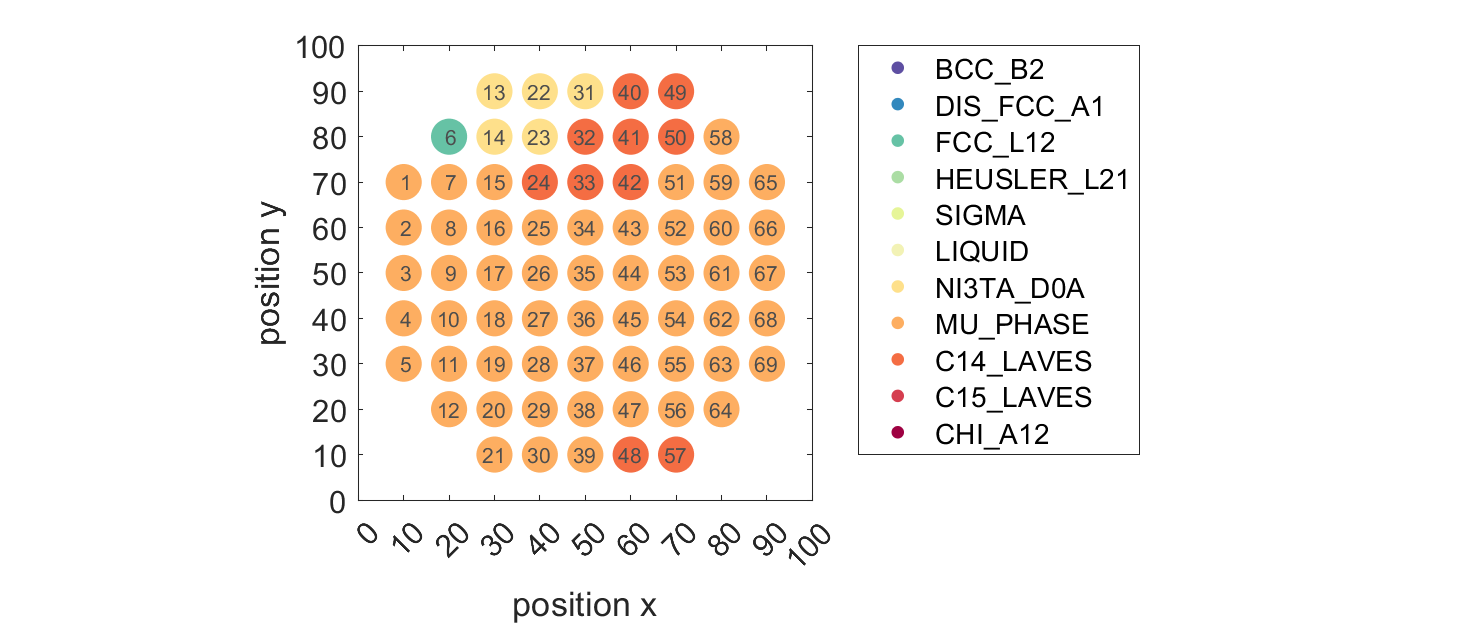 100
90
80
70
60
50
40
30
20
10
0
position y
13 22 31 40 49
6 14 23 32 41 50 58
1 7 15 24 33 42 51 59 65
2 8 16 25 34 43 52 60 66
3 9 17 26 35 44 53 61 67
4 10 18 27 36 45 54 62 68
5 11 19 28 37 46 55 63 69
12 20 29 38 47 56 64
21 30 39 48 57
0 10 20 30 40 50 60 70 80 90 100
position x
BCC_B2
DIS_FCC_A1
FCC_L12
HEUSLER_L21
SIGMA
LIQUID
NI3TA_D0A
MU_PHASE
C14_LAVES
C15_LAVES
CHI_A12